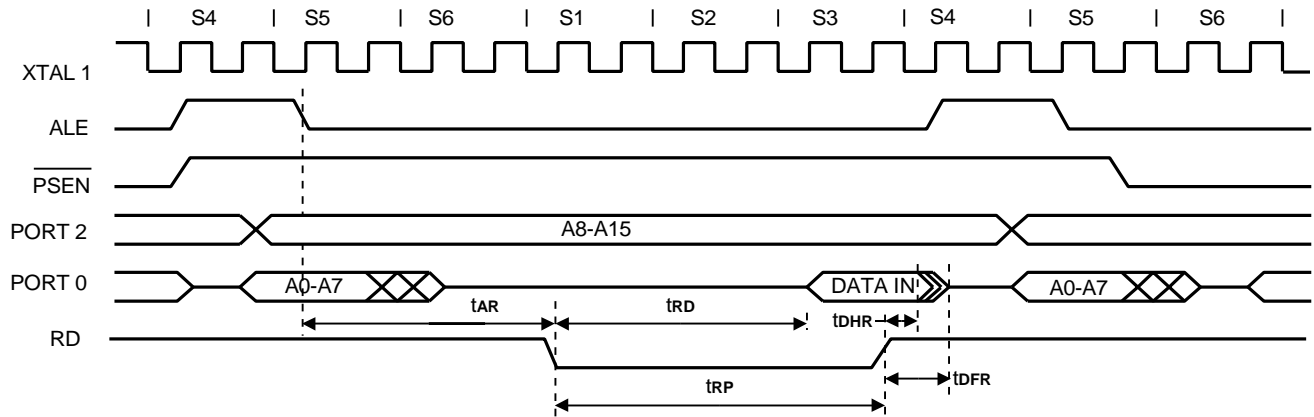 S4 S5 S6 S1 S2 S3 S4 S5 S6
XTAL 1
ALE
PSEN
PORT 2 A8-A15
PORT 0 A0-A7 DATA IN A0-A7
tAR tRD tDHR
RD
tRP tDFR